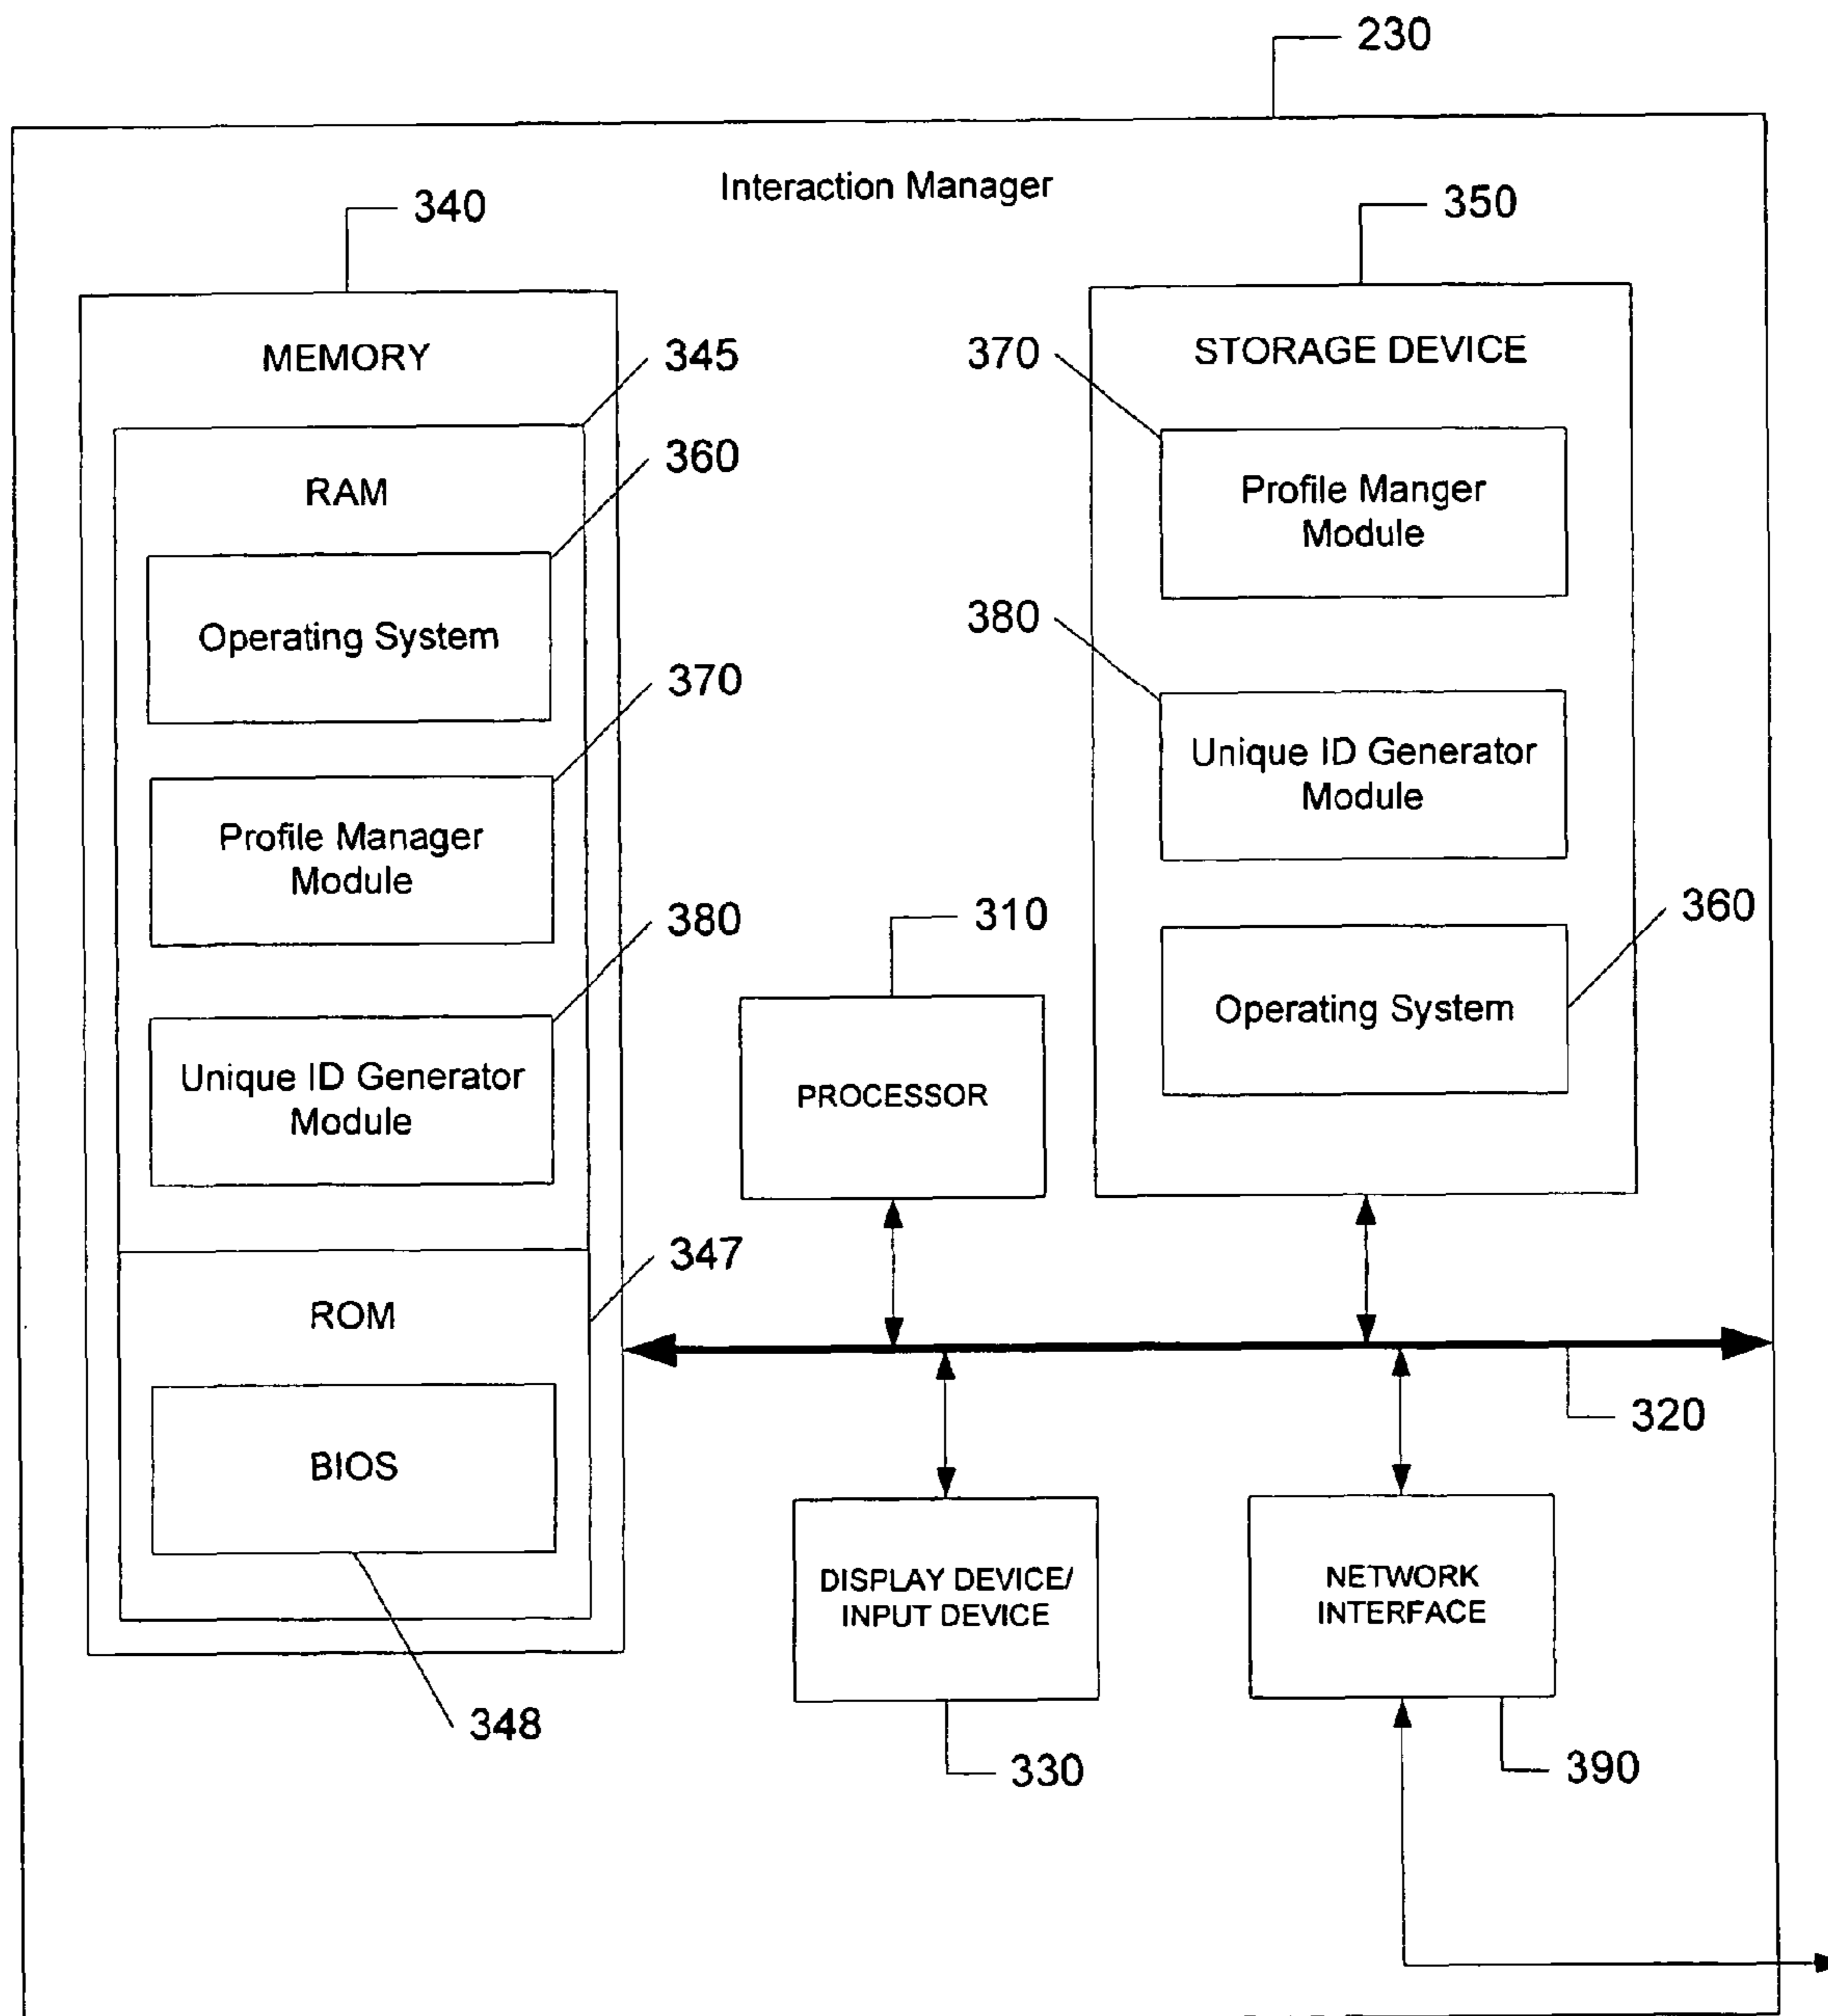 230
Interaction Manager
340
350
MEMORY
345
370
STORAGE DEVICE
RAM
360
Profile Manger
Module
Operating System
380
370
Unique ID Generator
Module
Profile Manager
Module
380
310
360
Operating System
Unique ID Generator
Module
PROCESSOR
347
ROM
320
BIOS
DISPLAY DEVICE/
INPUT DEVICE
NETWORK
INTERFACE
348
330
390